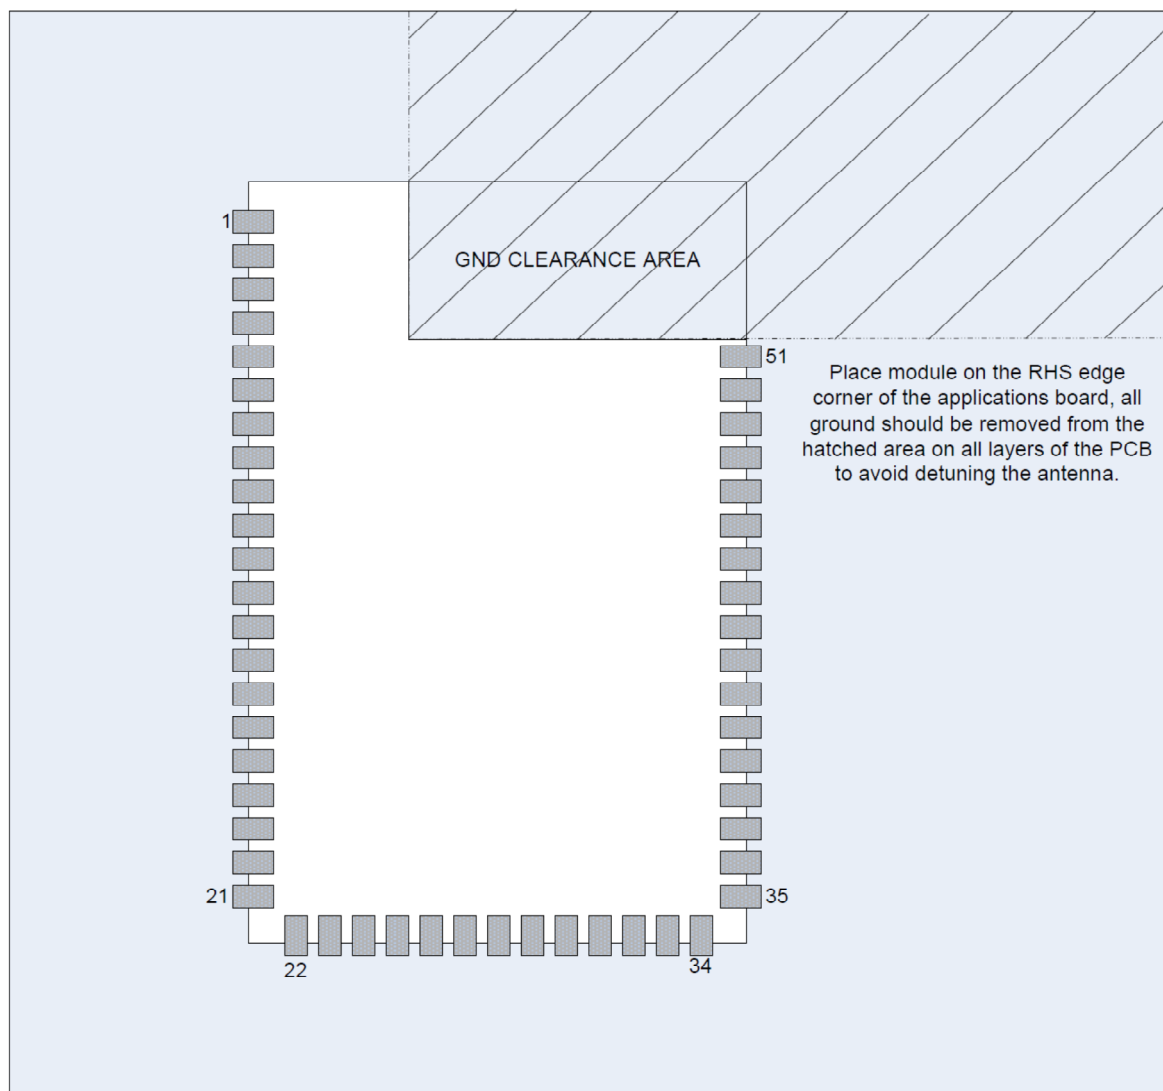 1
GND CLEARANCE AREA
51
Place module on the RHS edge
corner of the applications board, all
ground should be removed from the
hatched area on all layers of the PCB
to avoid detuning the antenna.
21
35
22
34